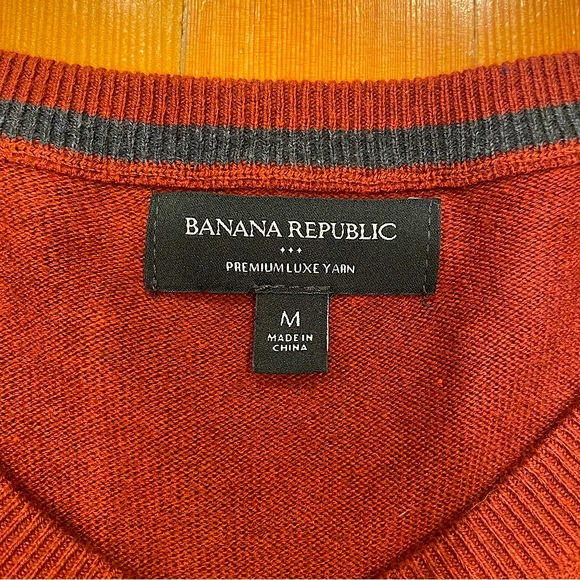 BANANA REPUBLIC
PREMIUM LUXE YARN
M
MADE IN
CHINA